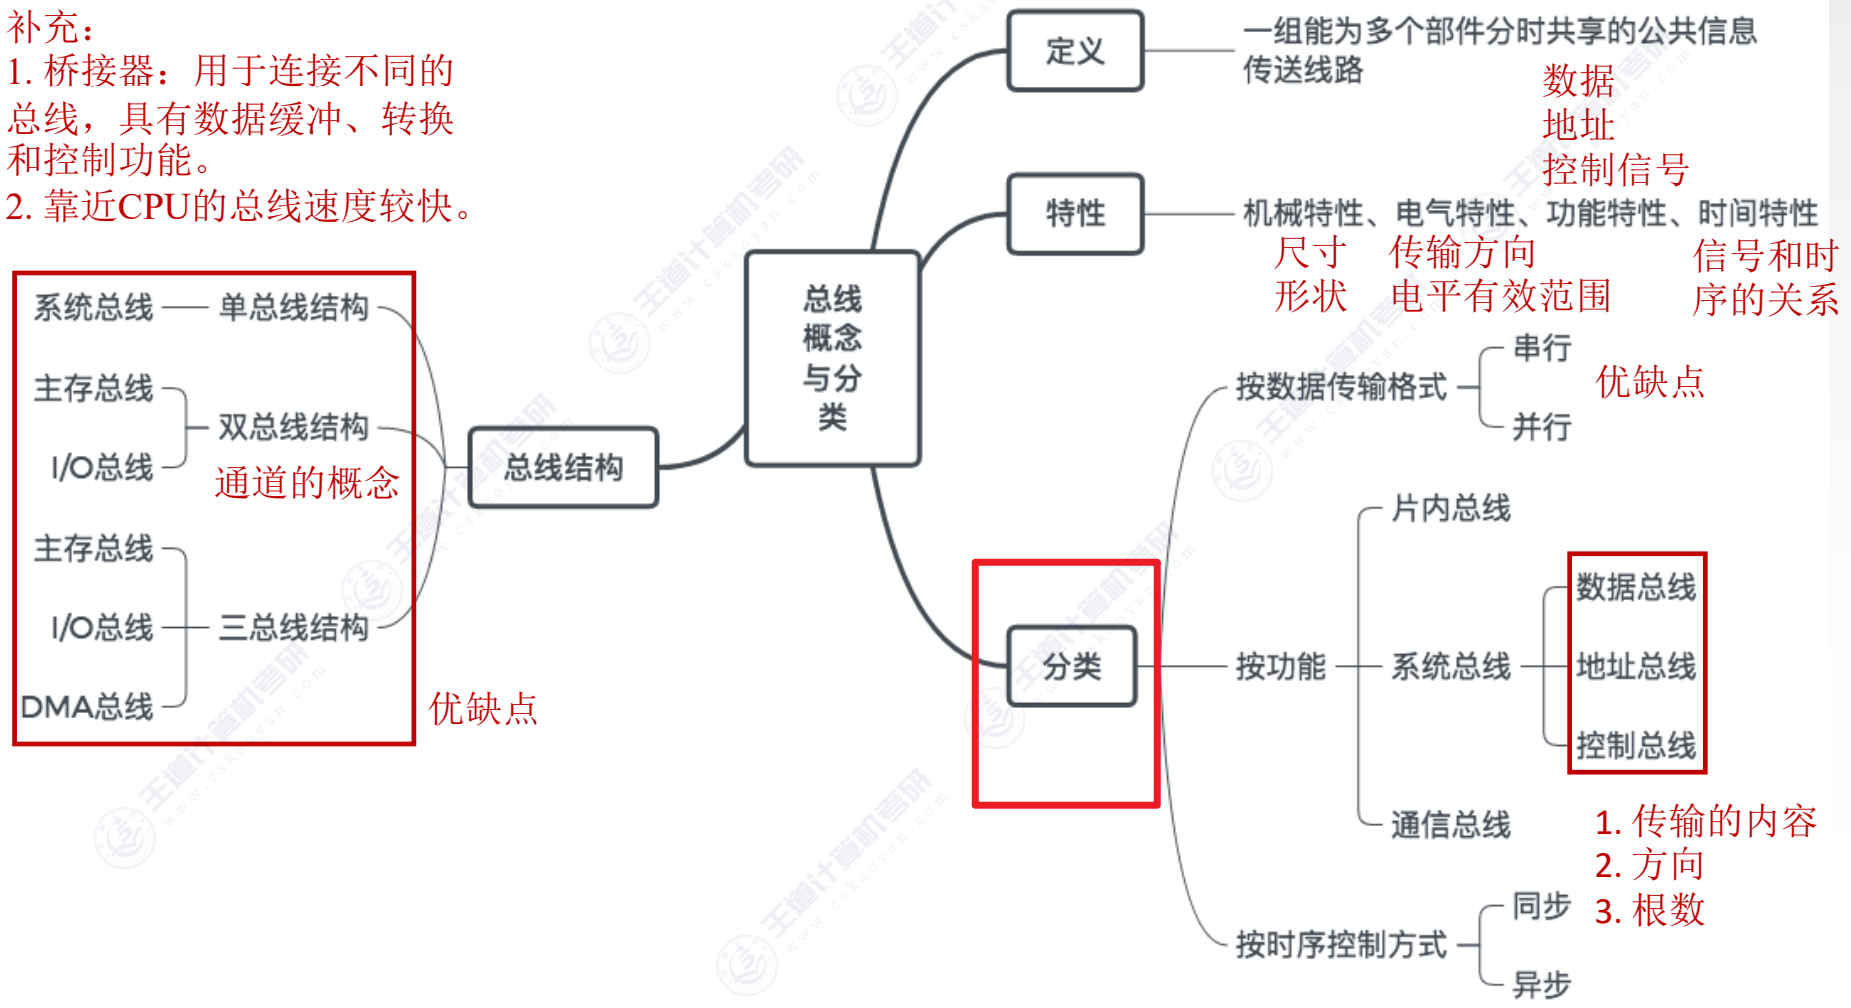 补充：
1. 桥接器：用于连接不同的
总线，具有数据缓冲、转换
和控制功能。
2. 靠近CPU的总线速度较快。
定义
一组能为多个部件分时共享的公共信息
传送线路
数据
地址
控制信号
特性
机械特性、电气特性、功能特性、时间特性
尺寸
形状
传输方向
电平有效范围
信号和时
序的关系
总线
概念
与分
类
系统总线
单总线结构
主存总线
双总线结构
I/O总线
通道的概念
主存总线
I/O总线
三总线结构
DMA总线
优缺点
总线结构
分类
按数据传输格式
串行
并行
优缺点
按功能
片内总线
系统总线
数据总线
地址总线
控制总线
通信总线
1. 传输的内容
2. 方向
3. 根数
按时序控制方式
同步
异步
王道计算机考研
www.cskaoyan.com